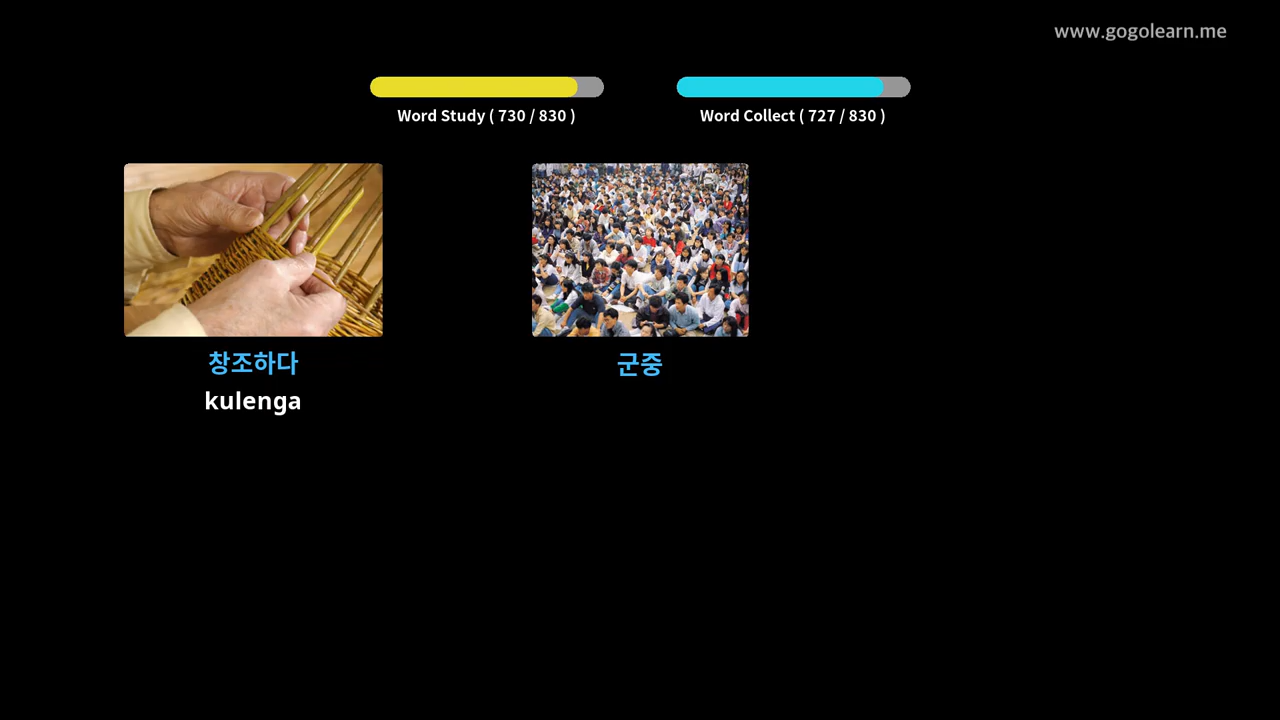 www.gogolearn.me
Word Study ( 730 / 830 )
Word Collect ( 727 / 830 )
창조하다
kulenga
군중